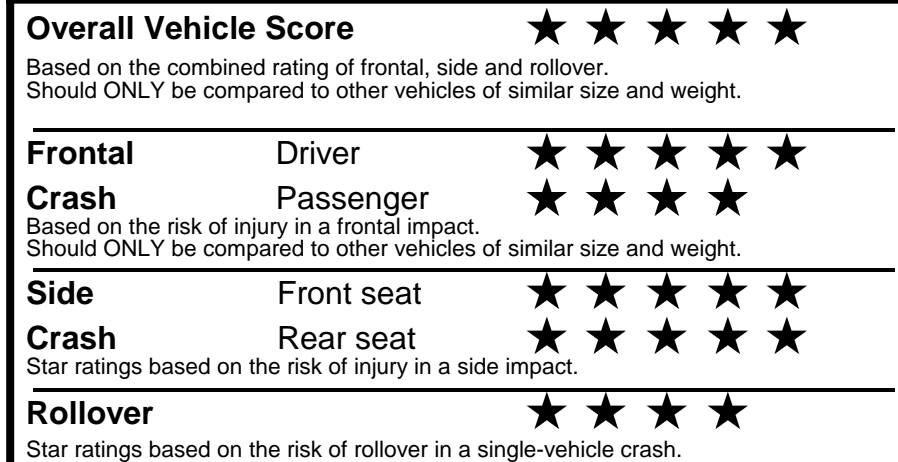 Overall Vehicle Score ★ ★ ★ ★ ★
Based on the combined rating of frontal, side and rollover.
Should ONLY be compared to other vehicles of similar size and weight.
Frontal Driver ★ ★ ★ ★ ★
Crash Passenger ★ ★ ★ ★
Based on the risk of injury in a frontal impact.
Should ONLY be compared to other vehicles of similar size and weight.
Side Front seat ★ ★ ★ ★ ★
Crash Rear seat ★ ★ ★ ★ ★
Star ratings based on the risk of injury in a side impact.
Rollover ★ ★ ★ ★
Star ratings based on the risk of rollover in a single-vehicle crash.